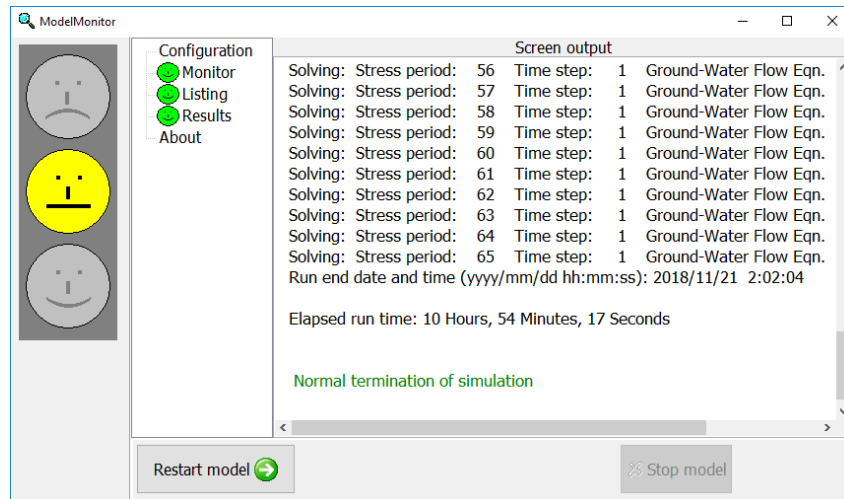 ModelMonitor
Configuration
Monitor
Listing
Results
About
Screen output
Solving: Stress period: 56 Time step: 1 Ground-Water Flow Eqn.
Solving: Stress period: 57 Time step: 1 Ground-Water Flow Eqn.
Solving: Stress period: 58 Time step: 1 Ground-Water Flow Eqn.
Solving: Stress period: 59 Time step: 1 Ground-Water Flow Eqn.
Solving: Stress period: 60 Time step: 1 Ground-Water Flow Eqn.
Solving: Stress period: 61 Time step: 1 Ground-Water Flow Eqn.
Solving: Stress period: 62 Time step: 1 Ground-Water Flow Eqn.
Solving: Stress period: 63 Time step: 1 Ground-Water Flow Eqn.
Solving: Stress period: 64 Time step: 1 Ground-Water Flow Eqn.
Solving: Stress period: 65 Time step: 1 Ground-Water Flow Eqn.
Run end date and time (yyyy/mm/dd hh:mm:ss): 2018/11/21 2:02:04
Elapsed run time: 10 Hours, 54 Minutes, 17 Seconds
Normal termination of simulation
Restart model
Stop model